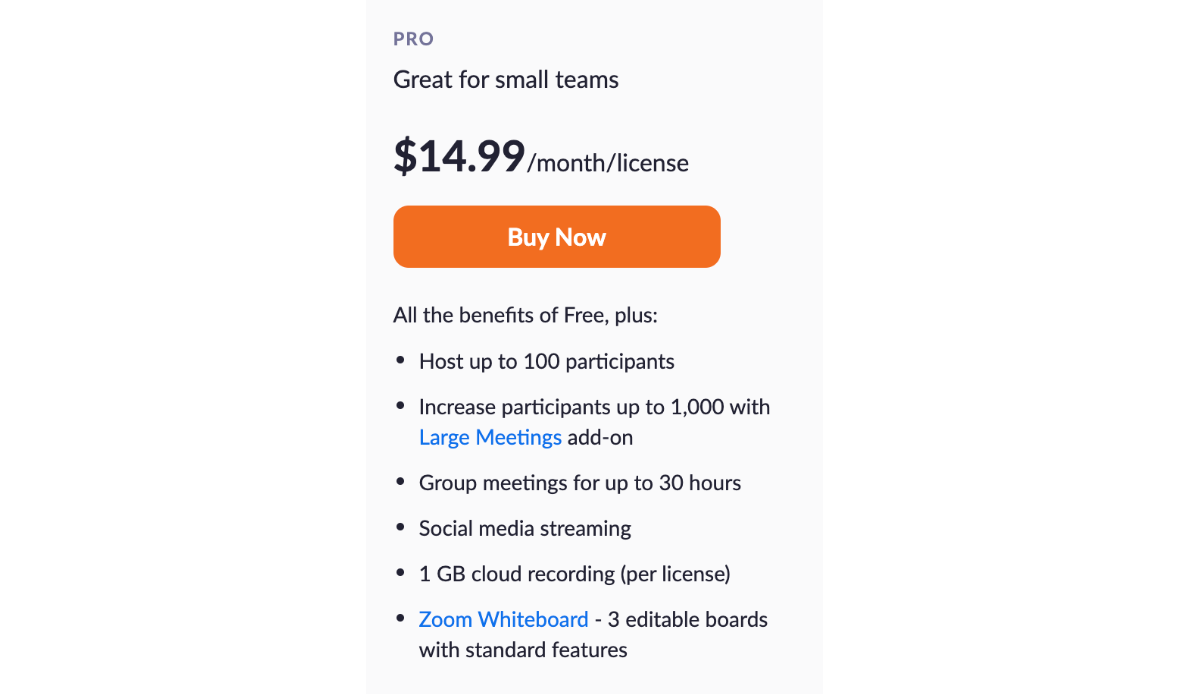 PRO
Great for small teams
$14.99/month/license
Buy Now
All the benefits of Free, plus:
• Host up to 100 participants
• Increase participants up to 1,000 with
Large Meetings add-on
• Group meetings for up to 30 hours
• Social media streaming
• 1 GB cloud recording (per license)
• Zoom Whiteboard - 3 editable boards
with standard features